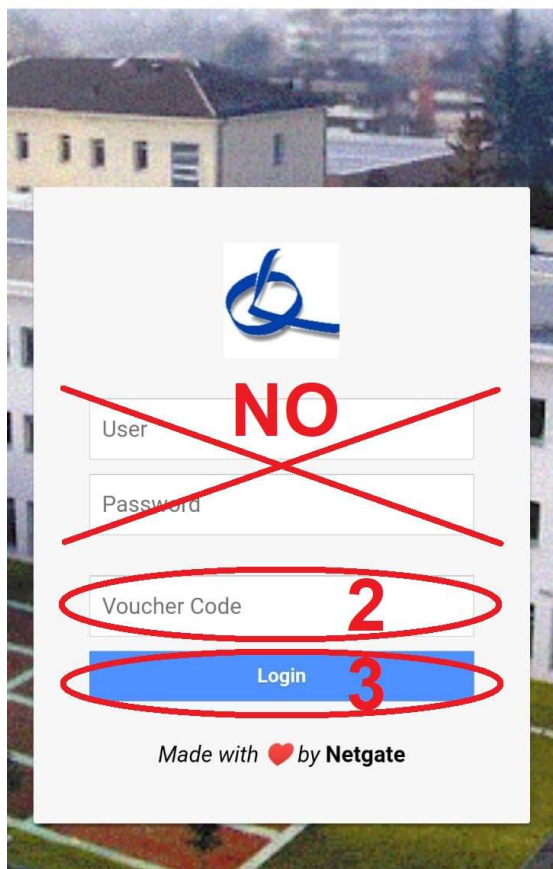 NO
User
Password
Voucher Code 2
Login 3
Made with ❤ by Netgate